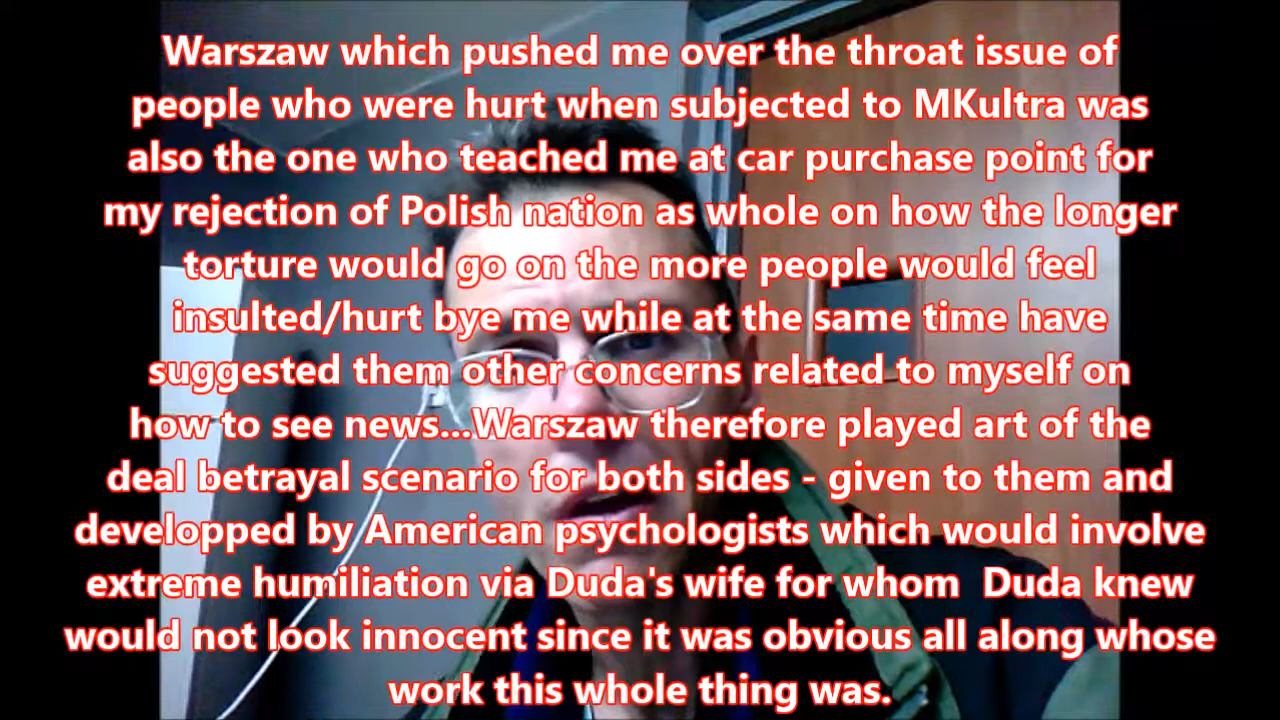 Warszaw which pushed me over the throat issue of
people who were hurt when subjected to MKultra was
also the one who teached me at car purchase point for
my rejection of Polish nation as whole on how the longer
torture would go on the more people would feel
insulted/hurt bye me while at the same time have
suggested them other concerns related to myself on
how to see news...Warszaw therefore played art of the
deal betrayal scenario for both sides - given to them and
developped by American psychologists which would involve
extreme humiliation via Duda's wife for whom  Duda knew
would not look innocent since it was obvious all along whose
work this whole thing was.